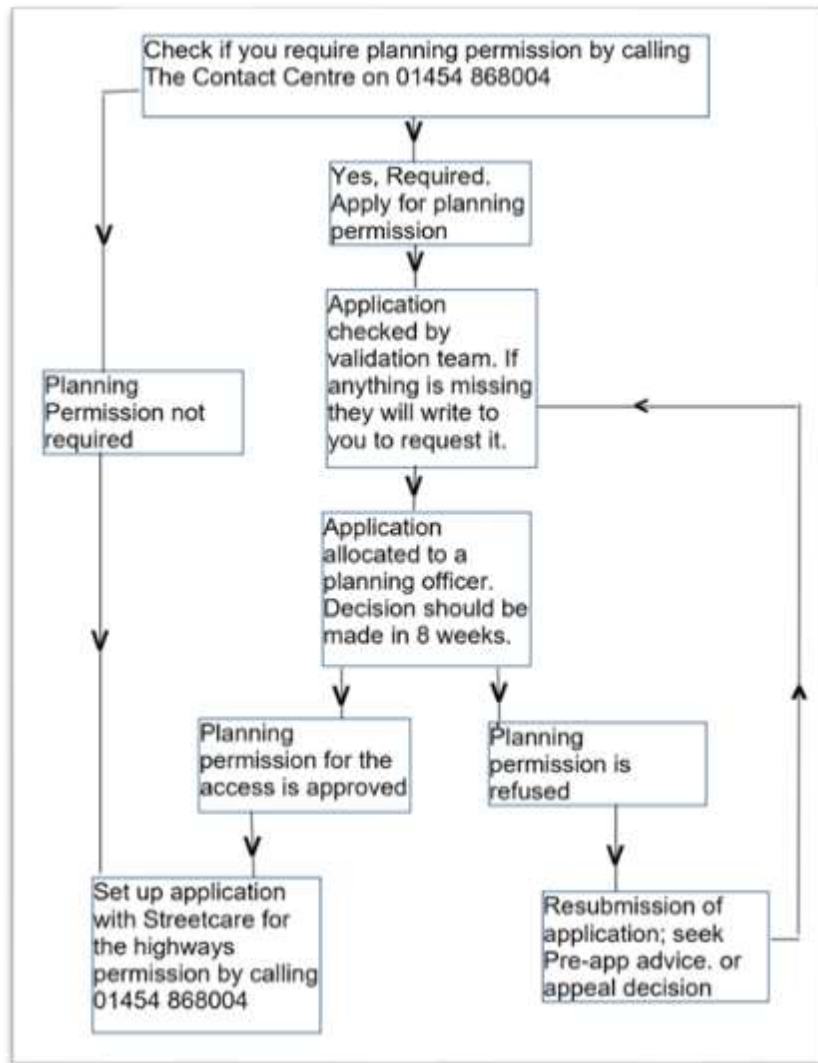 Check if you require planning permission by calling
The Contact Centre on 01454 868004
Yes, Required.
Apply for planning
permission
Application
checked by
validation team. If
anything is missing
they will write to
you to request it.
Planning
Permission not
required
Application
allocated to a
planning officer.
Decision should be
made in 8 weeks.
Planning
permission for the
access is approved
Planning
permission is
refused
Set up application
with Streetcare for
the highways
permission by calling
01454 868004
Resubmission of
application; seek
Pre-app advice. or
appeal decision